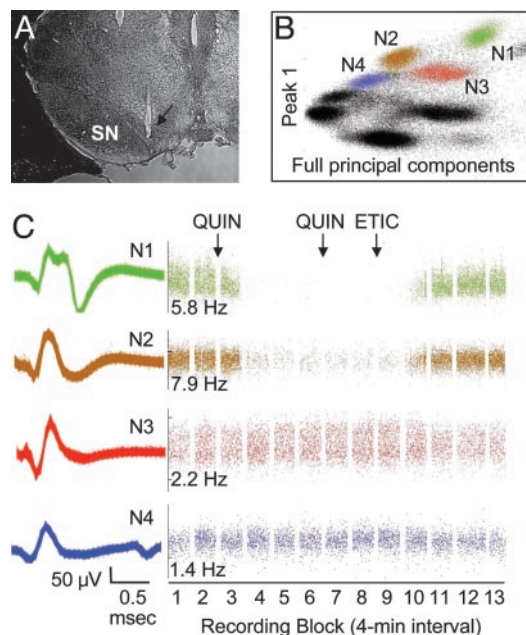 A
SN
B
N1
N2
N3
N4
Peak 1
Full principal components
C
QUIN QUIN ETIC
N1
5.8 Hz
N2
7.9 Hz
N3
2.2 Hz
N4
1.4 Hz
50 µV
0.5
msec
1 2 3 4 5 6 7 8 9 10 11 12 13
Recording Block (4-min interval)